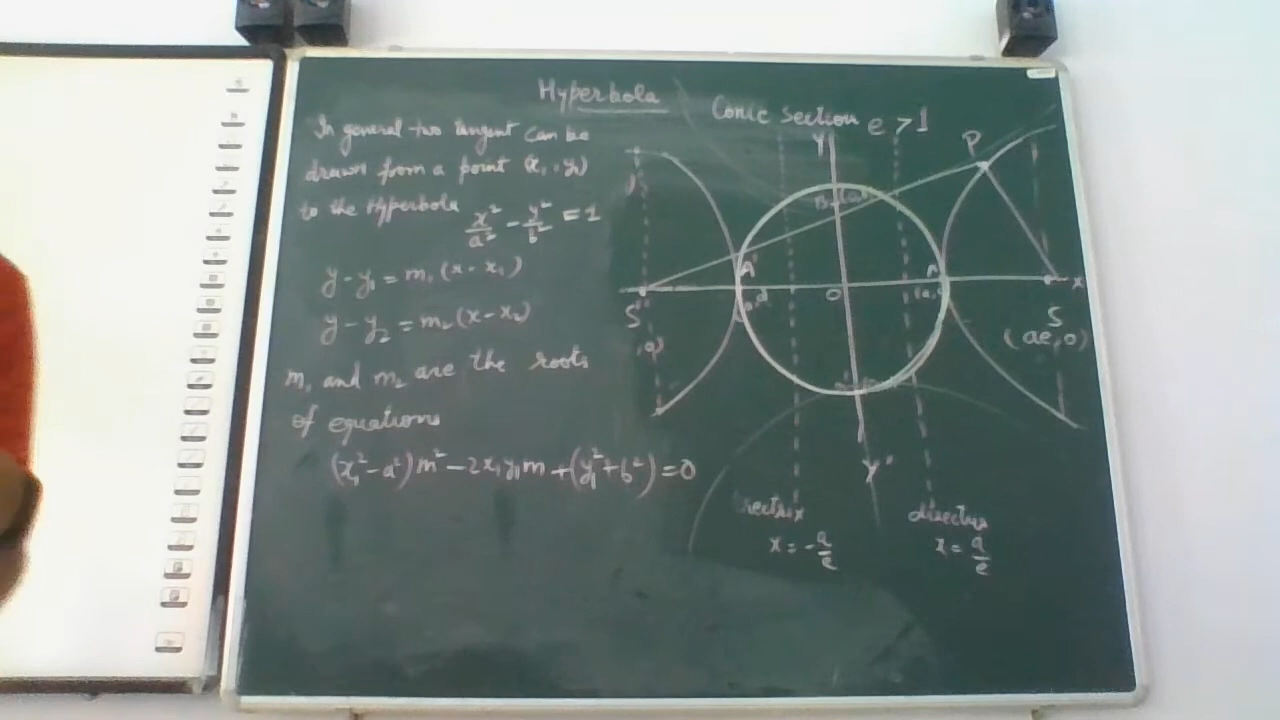 Hyperbola
Conic section e > 1
In general two tangent can be
drawn from a point (x₁, y₁)
to the Hyperbola x²/a² - y²/b² = 1
y - y₁ = m₁(x - x₁)
y - y₂ = m₂(x - x₂)
m₁ and m₂ are the roots
of equations
(x₁² - a²)m² - 2x₁y₁m + (y₁² + b²) = 0
Y
P
B
A'
A
S'
O
X
S
(ae, 0)
Y'
rectrix
x = -a/e
directrix
x = a/e